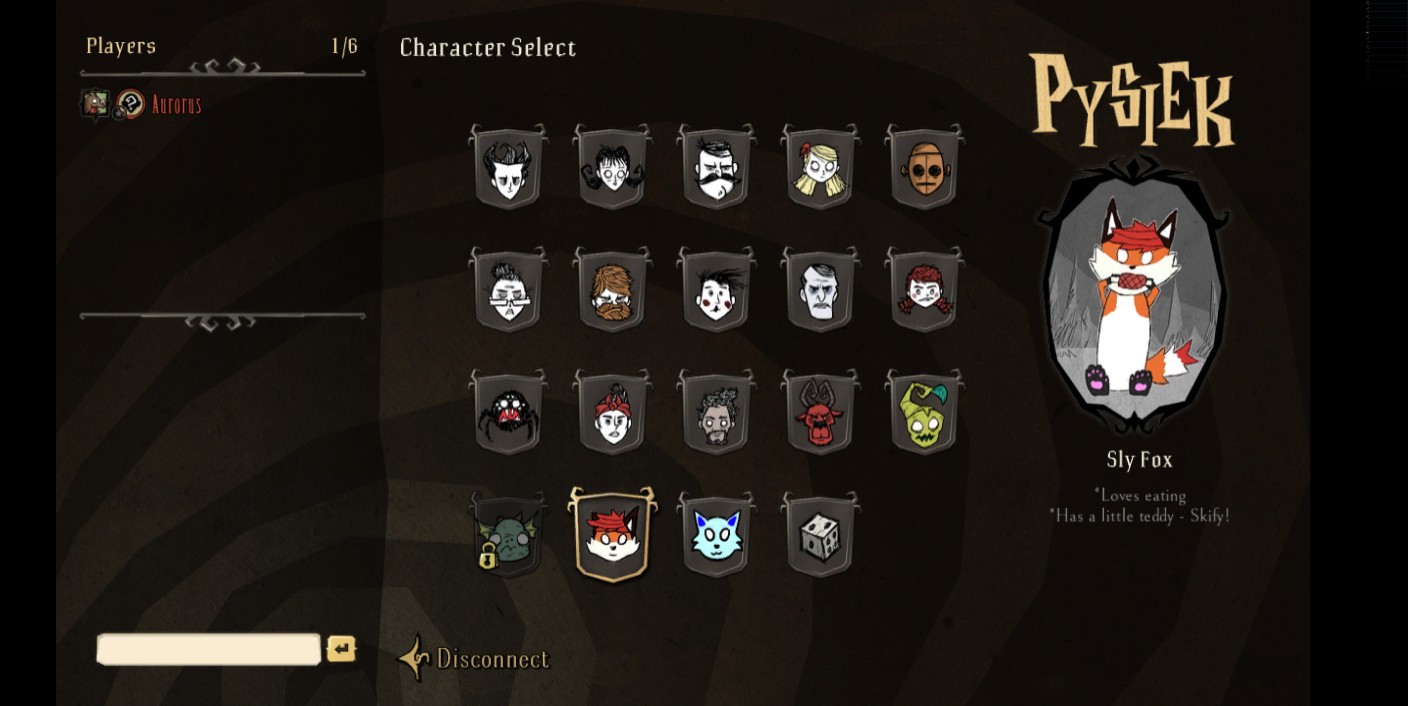 Players 1/6
Aurorus
Character Select
PYSIEK
Sly Fox
*Loves eating
*Has a little teddy - Skify!
Disconnect